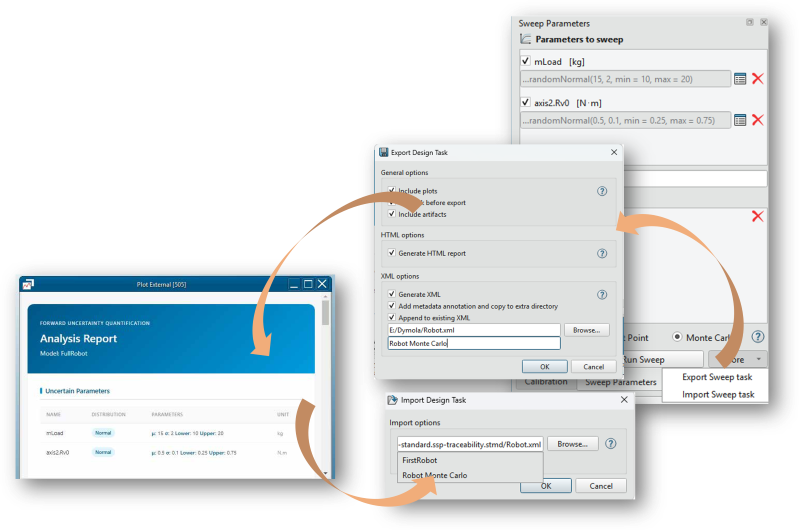 Sweep Parameters
Parameters to sweep
mLoad [kg]
...randomNormal(15, 2, min = 10, max = 20)
axis2.Rv0 [N·m]
...randomNormal(0.5, 0.1, min = 0.25, max = 0.75)
Point
Monte
Run Sweep
Calibration
Sweep Parameters
Export Sweep task
Import Sweep task
Export Design Task
General options
Include plots
before export
Include artifacts
HTML options
Generate HTML report
XML options
Generate XML
Add metadata annotation and copy to extra directory
Append to existing XML
E:/Dymola/Robot.xml
Browse...
Robot Monte Carlo
OK
Cancel
Plot External [505]
FORWARD UNCERTAINTY QUANTIFICATION
Analysis Report
Model: FullRobot
Uncertain Parameters
NAME DISTRIBUTION PARAMETERS UNIT
mLoad Normal μ: 15 σ: 2 Lower: 10 Upper: 20 kg
axis2.Rv0 Normal μ: 0.5 σ: 0.1 Lower: 0.25 Upper: 0.75 N.m
Import Design Task
Import options
-standard.ssp-traceability.stmd/Robot.xml
Browse...
FirstRobot
Robot Monte Carlo
OK
Cancel